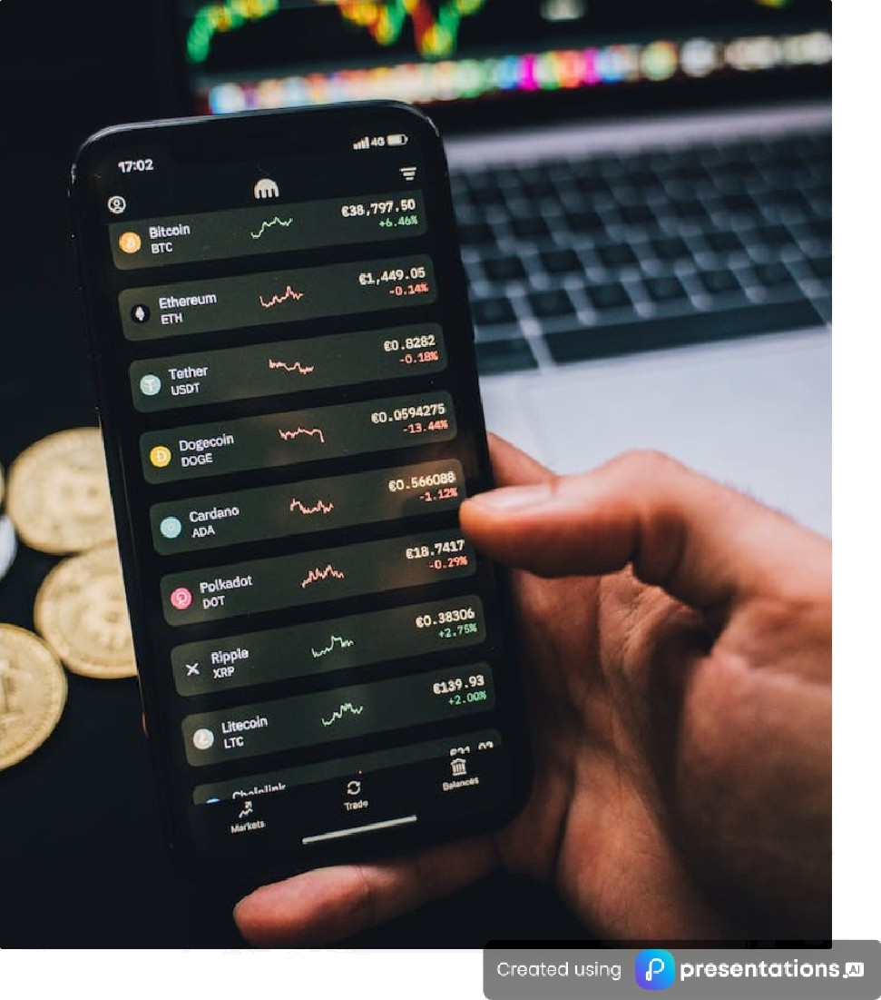 17:02
4G
Bitcoin
BTC
€38,797.50
+6.46%
Ethereum
ETH
€1,449.05
-0.14%
Tether
USDT
€0.8282
-0.18%
Dogecoin
DOGE
€0.0594275
-13.44%
Cardano
ADA
€0.566088
-1.12%
Polkadot
DOT
€18.7417
-0.29%
Ripple
XRP
€0.38306
+2.75%
Litecoin
LTC
€139.93
+2.00%
Chainlink
Markets
Trade
Balances
Created using presentations.AI